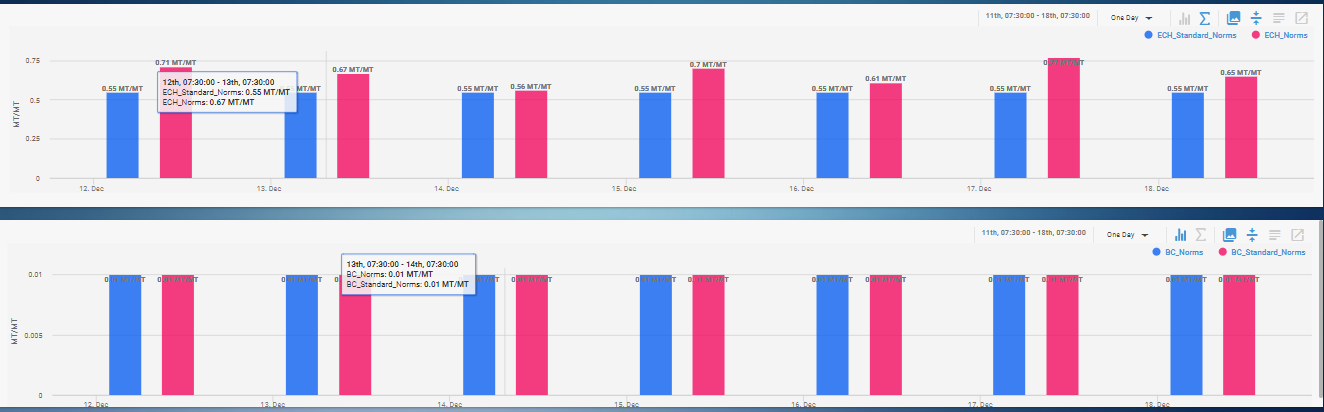 11th, 07:30:00 - 18th, 07:30:00 One Day
ECH_Standard_Norms ECH_Norms
MT/MT
0.75
0.5
0.25
0
0.55 MT/MT 0.71 MT/MT MT/MT 0.67 MT/MT 0.55 MT/MT 0.56 MT/MT 0.55 MT/MT 0.7 MT/MT 0.55 MT/MT 0.61 MT/MT 0.55 MT/MT MT/MT 0.55 MT/MT 0.65 MT/MT
12th, 07:30:00 - 13th, 07:30:00
ECH_Standard_Norms: 0.55 MT/MT
ECH_Norms: 0.67 MT/MT
12. Dec 13. Dec 14. Dec 15. Dec 16. Dec 17. Dec 18. Dec
11th, 07:30:00 - 18th, 07:30:00 One Day
BC_Norms BC_Standard_Norms
MT/MT
0.01
0.005
0
13th, 07:30:00 - 14th, 07:30:00
BC_Norms: 0.01 MT/MT
BC_Standard_Norms: 0.01 MT/MT
12. Dec 13. Dec 14. Dec 15. Dec 16. Dec 17. Dec 18. Dec